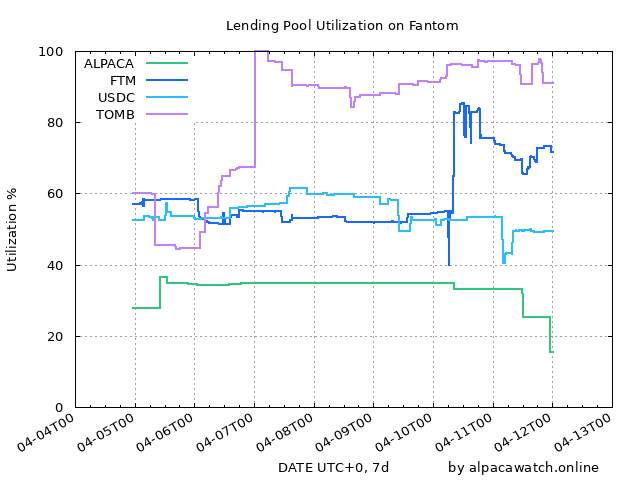 Lending Pool Utilization on Fantom
Utilization %
100
80
60
40
20
0
ALPACA
FTM
USDC
TOMB
04-04T00
04-05T00
04-06T00
04-07T00
04-08T00
04-09T00
04-10T00
04-11T00
04-12T00
04-13T00
DATE UTC+0, 7d
by alpacawatch.online